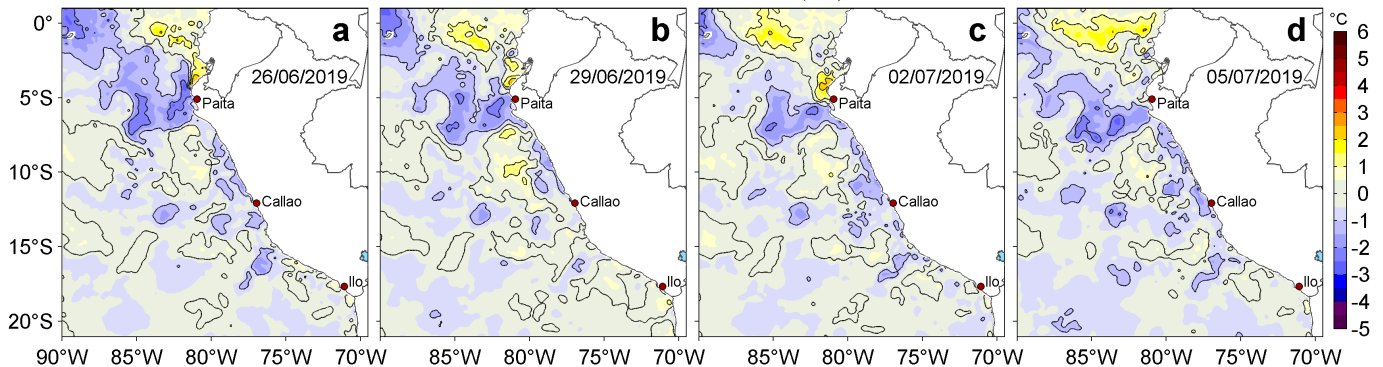 a b c d
26/06/2019 29/06/2019 02/07/2019 05/07/2019
°C
6
5
4
3
2
1
0
-1
-2
-3
-4
-5
0°
5°S
10°S
15°S
20°S
Paita Paita Paita Paita
Callao Callao Callao Callao
Ilo Ilo Ilo Ilo
90°W 85°W 80°W 75°W 70°W 85°W 80°W 75°W 70°W 85°W 80°W 75°W 70°W 85°W 80°W 75°W 70°W